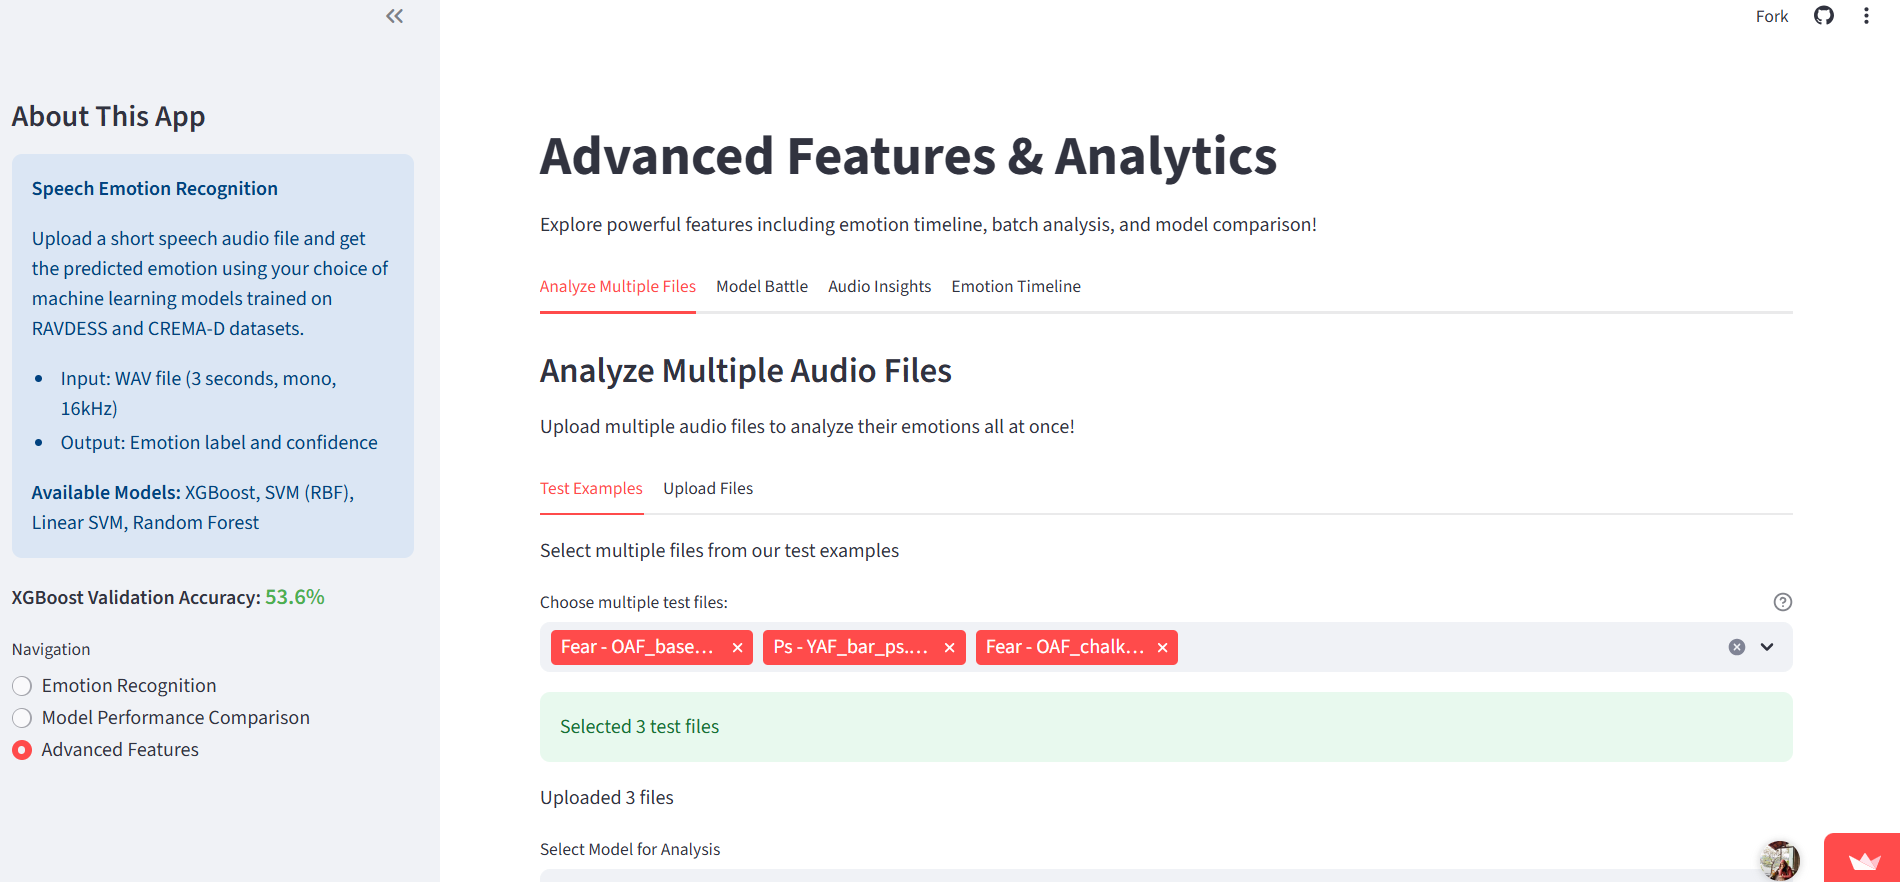 Fork
About This App
Speech Emotion Recognition
Upload a short speech audio file and get
the predicted emotion using your choice of
machine learning models trained on
RAVDESS and CREMA-D datasets.
Input: WAV file (3 seconds, mono,
16kHz)
Output: Emotion label and confidence
Available Models: XGBoost, SVM (RBF),
Linear SVM, Random Forest
XGBoost Validation Accuracy: 53.6%
Navigation
Emotion Recognition
Model Performance Comparison
Advanced Features
Advanced Features & Analytics
Explore powerful features including emotion timeline, batch analysis, and model comparison!
Analyze Multiple Files Model Battle Audio Insights Emotion Timeline
Analyze Multiple Audio Files
Upload multiple audio files to analyze their emotions all at once!
Test Examples Upload Files
Select multiple files from our test examples
Choose multiple test files:
Fear - OAF_base... Ps - YAF_bar_ps.... Fear - OAF_chalk...
Selected 3 test files
Uploaded 3 files
Select Model for Analysis